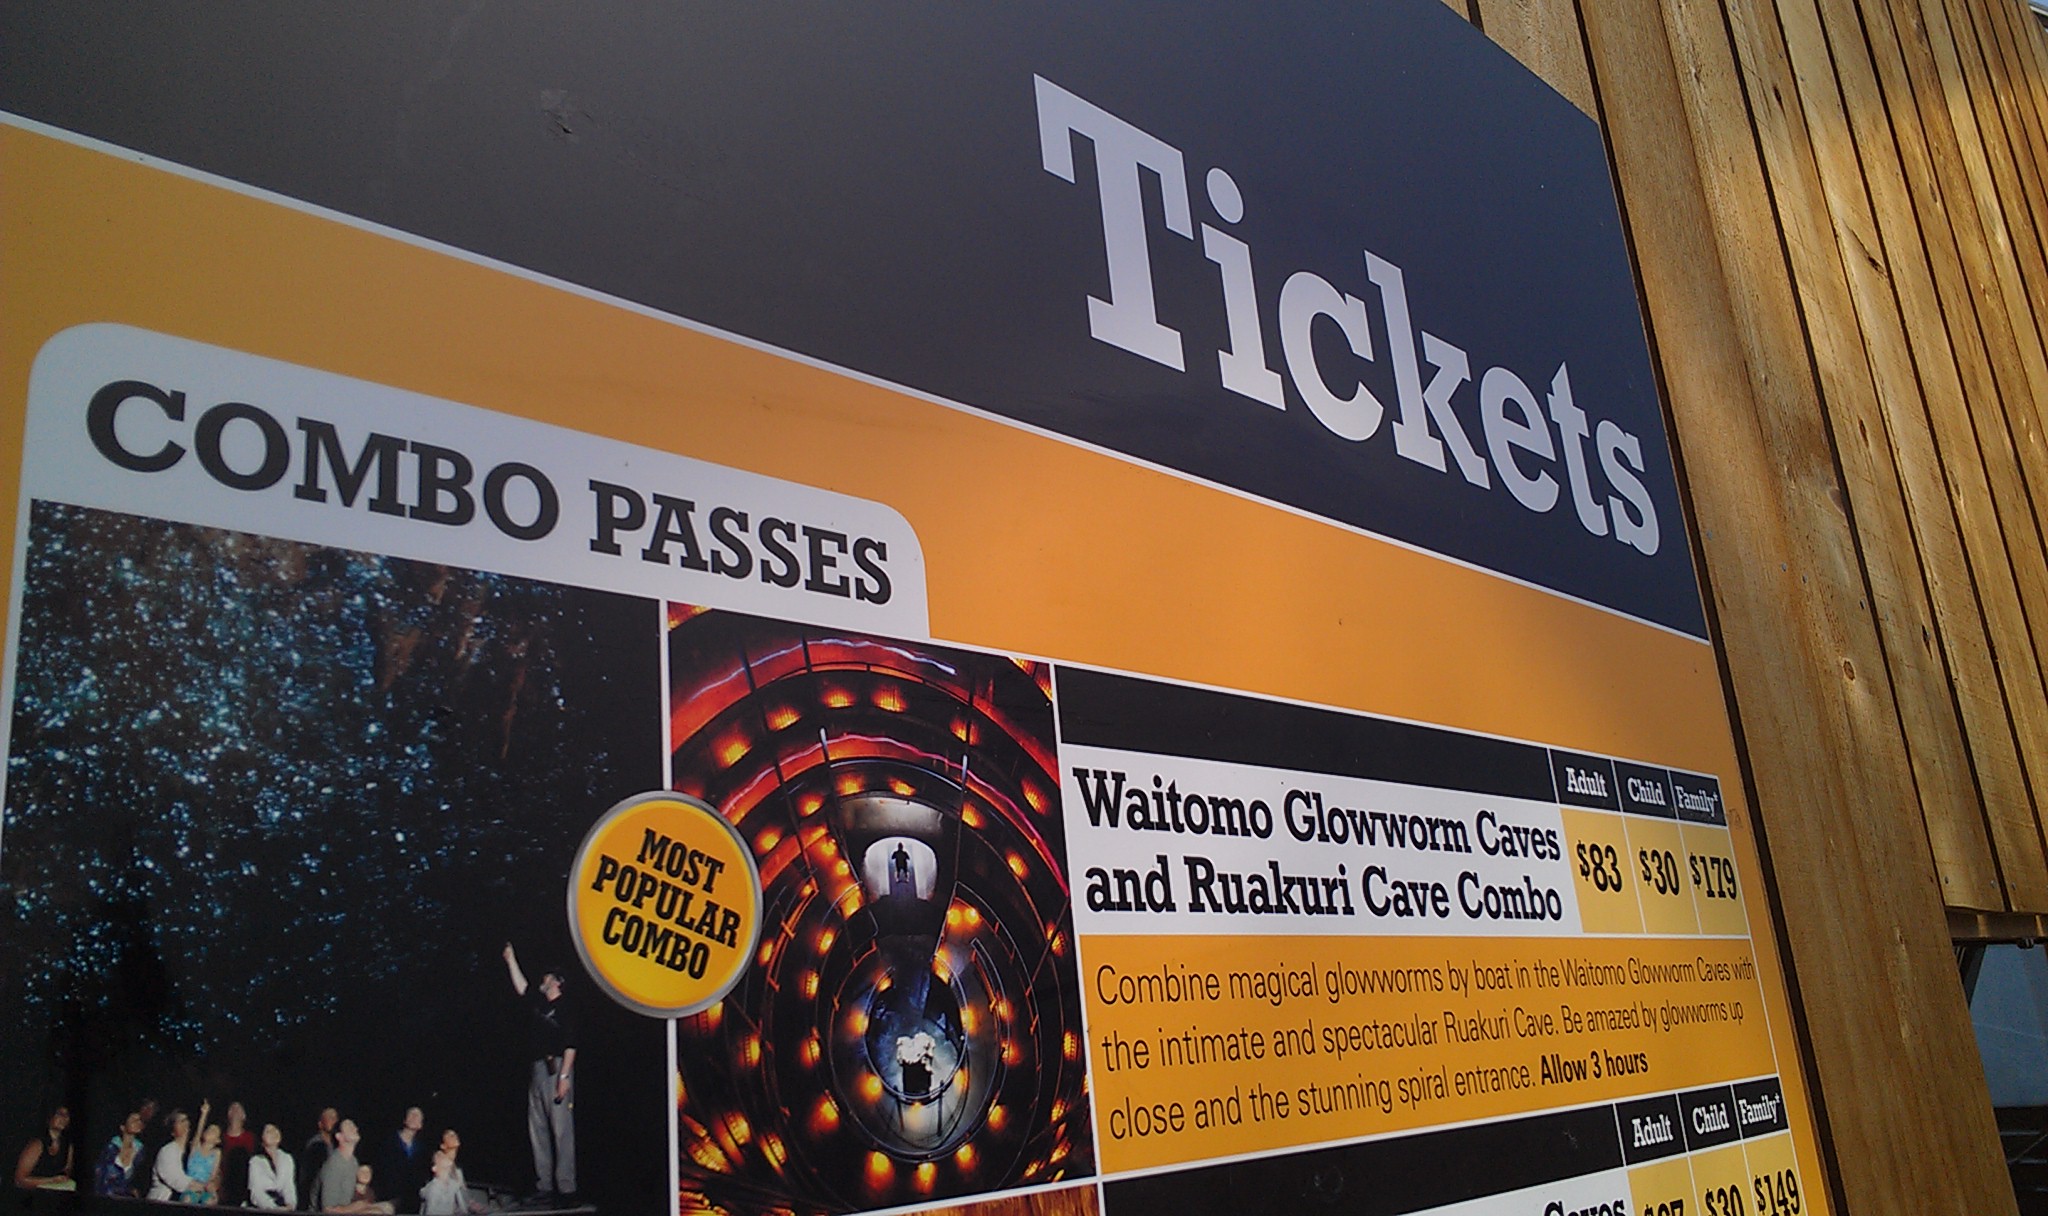 Tickets
COMBO PASSES
MOST
POPULAR
COMBO
Adult Child Family*
Waitomo Glowworm Caves
and Ruakuri Cave Combo
$83 $30 $179
Combine magical glowworms by boat in the Waitomo Glowworm Caves with
the intimate and spectacular Ruakuri Cave. Be amazed by glowworms up
close and the stunning spiral entrance. Allow 3 hours
Adult Child Family*
Caves
$30 $149